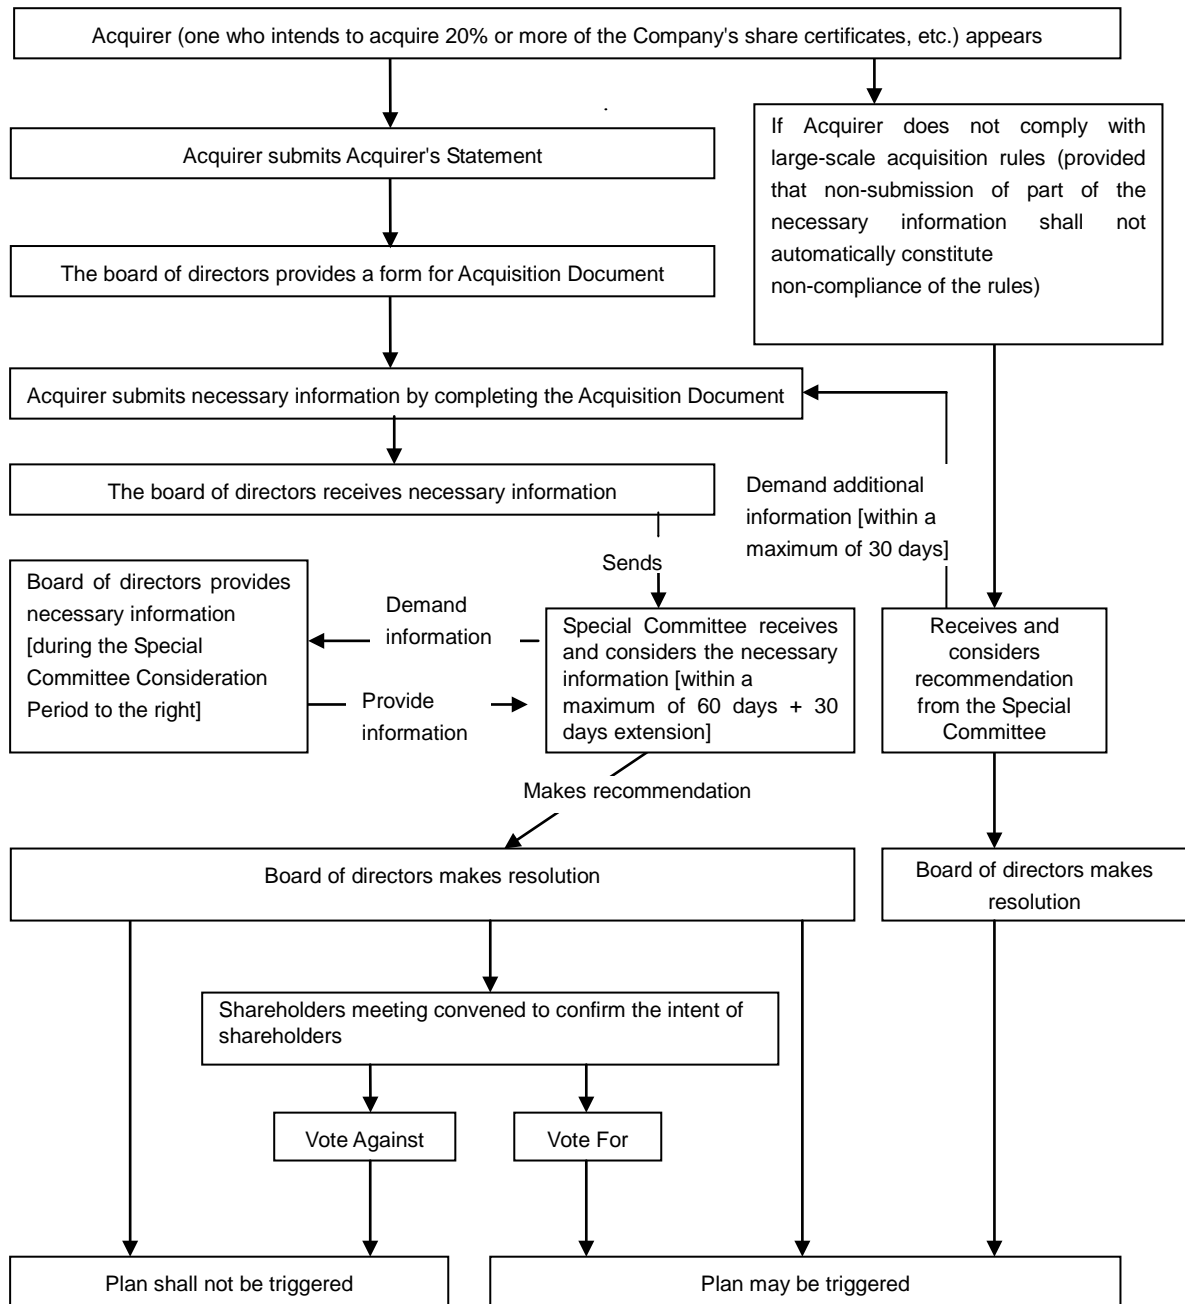 Acquirer (one who intends to acquire 20% or more of the Company's share certificates, etc.) appears
Acquirer submits Acquirer's Statement
If Acquirer does not comply with
large-scale acquisition rules (provided
that non-submission of part of the
necessary information shall not
automatically constitute
non-compliance of the rules)
The board of directors provides a form for Acquisition Document
Acquirer submits necessary information by completing the Acquisition Document
The board of directors receives necessary information
Demand additional
information [within a
maximum of 30 days]
Sends
Board of directors provides
necessary information
[during the Special
Committee Consideration
Period to the right]
Demand
information
Provide
information
Special Committee receives
and considers the necessary
information [within a
maximum of 60 days + 30
days extension]
Receives and
considers
recommendation
from the Special
Committee
Makes recommendation
Board of directors makes resolution
Board of directors makes
resolution
Shareholders meeting convened to confirm the intent of
shareholders
Vote Against
Vote For
Plan shall not be triggered
Plan may be triggered